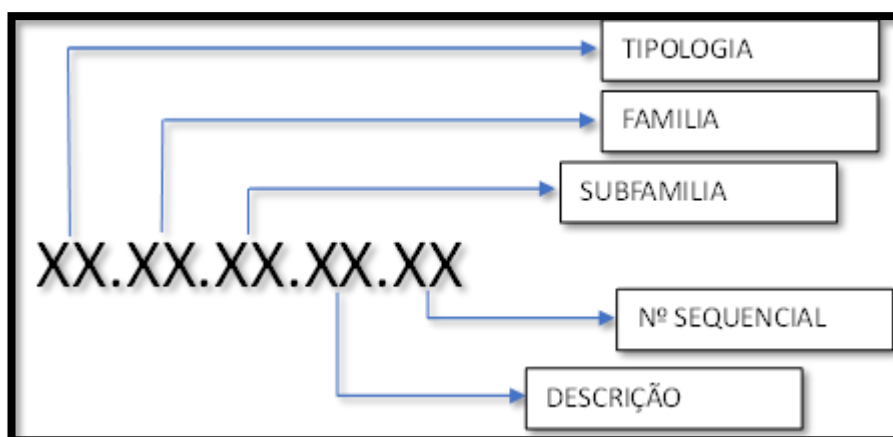 TIPOLOGIA
FAMILIA
SUBFAMILIA
XX.XX.XX.XX.XX
Nº SEQUENCIAL
DESCRIÇÃO